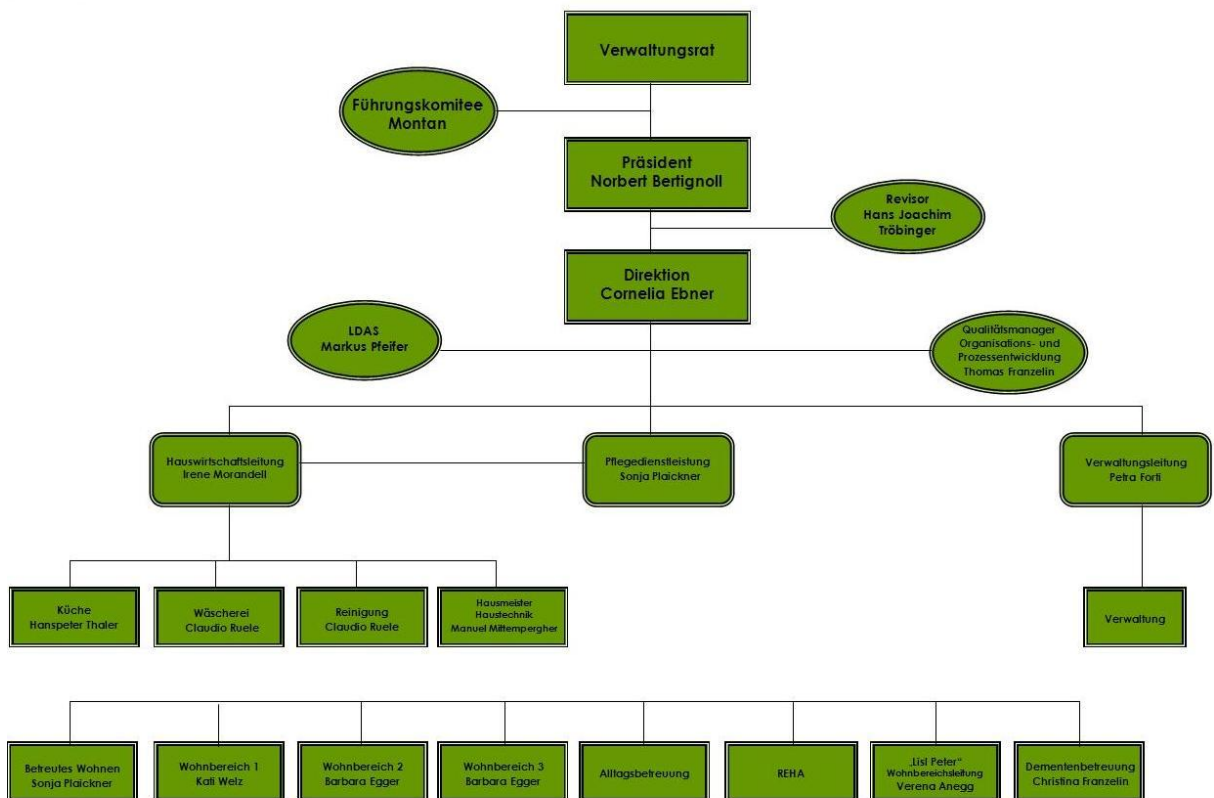 Verwaltungsrat
Führungskomitee
Montan
Präsident
Norbert Bertignoll
Revisor
Hans Joachim
Tröbinger
Direktion
Cornelia Ebner
LDAS
Markus Pfeifer
Qualitätsmanager
Organisations- und
Prozessentwicklung
Thomas Franzelin
Hauswirtschaftsleitung
Irene Morandell
Pflegedienstleistung
Sonja Plaickner
Verwaltungsleitung
Petra Forti
Küche
Hanspeter Thaler
Wäscherei
Claudio Ruele
Reinigung
Claudio Ruele
Hausmeister
Haustechnik
Manuel Mittempergher
Verwaltung
Betreutes Wohnen
Sonja Plaickner
Wohnbereich 1
Kati Welz
Wohnbereich 2
Barbara Egger
Wohnbereich 3
Barbara Egger
Alltagsbetreuung
REHA
„Lisl Peter“
Wohnbereichsleitung
Verena Anegg
Dementenbetreuung
Christina Franzelin